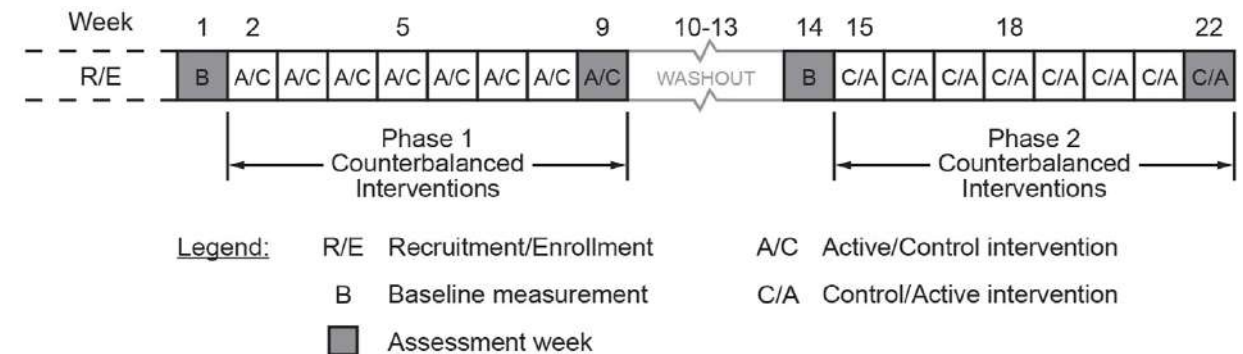 Week 1 2 5 9 10-13 14 15 18 22
R/E B A/C A/C A/C A/C A/C A/C A/C A/C WASHOUT B C/A C/A C/A C/A C/A C/A C/A C/A
Phase 1
Counterbalanced
Interventions
Phase 2
Counterbalanced
Interventions
Legend: R/E Recruitment/Enrollment A/C Active/Control intervention
B Baseline measurement C/A Control/Active intervention
Assessment week